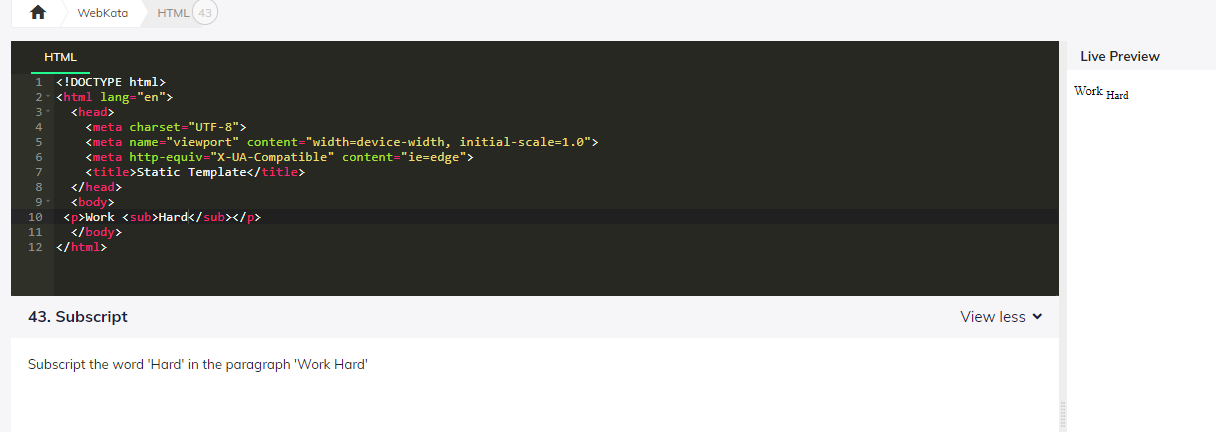 WebKata
HTML 43
HTML
Live Preview
1 <!DOCTYPE html>
2 <html lang="en">
3 <head>
4 <meta charset="UTF-8">
5 <meta name="viewport" content="width=device-width, initial-scale=1.0">
6 <meta http-equiv="X-UA-Compatible" content="ie=edge">
7 <title>Static Template</title>
8 </head>
9 <body>
10 <p>Work <sub>Hard</sub></p>
11 </body>
12 </html>
Work Hard
43. Subscript
View less
Subscript the word 'Hard' in the paragraph 'Work Hard'